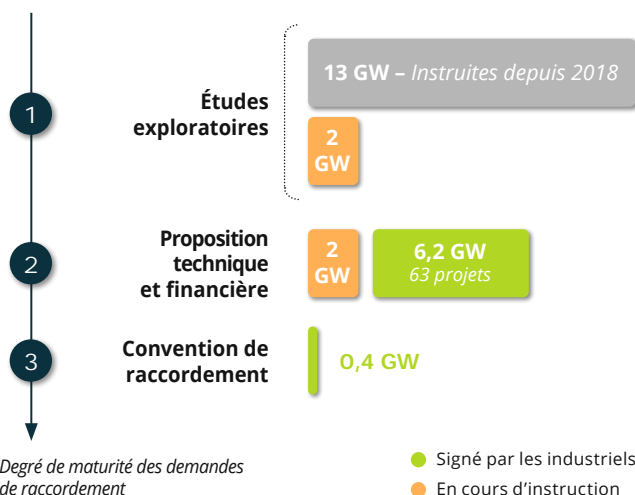 13 GW – Instruites depuis 2018
1
Études
exploratoires
2
GW
2
Proposition
technique
et financière
2
GW
6,2 GW
63 projets
3
Convention de
raccordement
0,4 GW
Degré de maturité des demandes
de raccordement
Signé par les industriels
En cours d’instruction